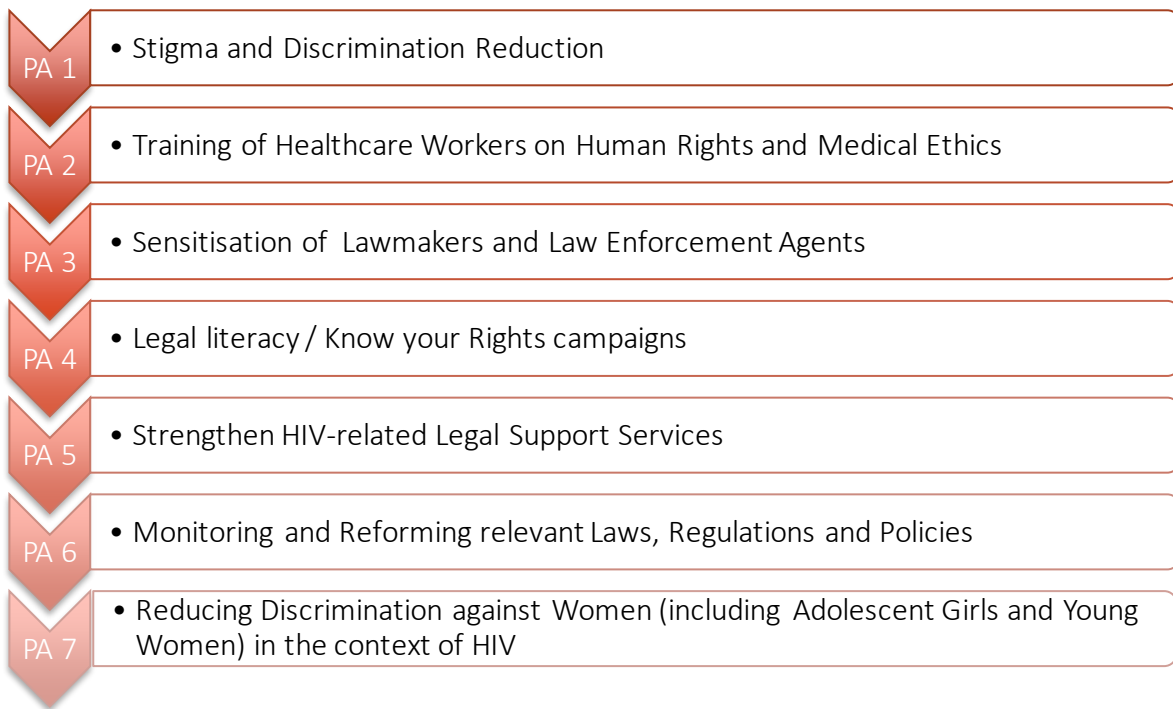 PA 1
• Stigma and Discrimination Reduction
PA 2
• Training of Healthcare Workers on Human Rights and Medical Ethics
PA 3
• Sensitisation of Lawmakers and Law Enforcement Agents
PA 4
• Legal literacy / Know your Rights campaigns
PA 5
• Strengthen HIV-related Legal Support Services
PA 6
• Monitoring and Reforming relevant Laws, Regulations and Policies
PA 7
• Reducing Discrimination against Women (including Adolescent Girls and Young
Women) in the context of HIV